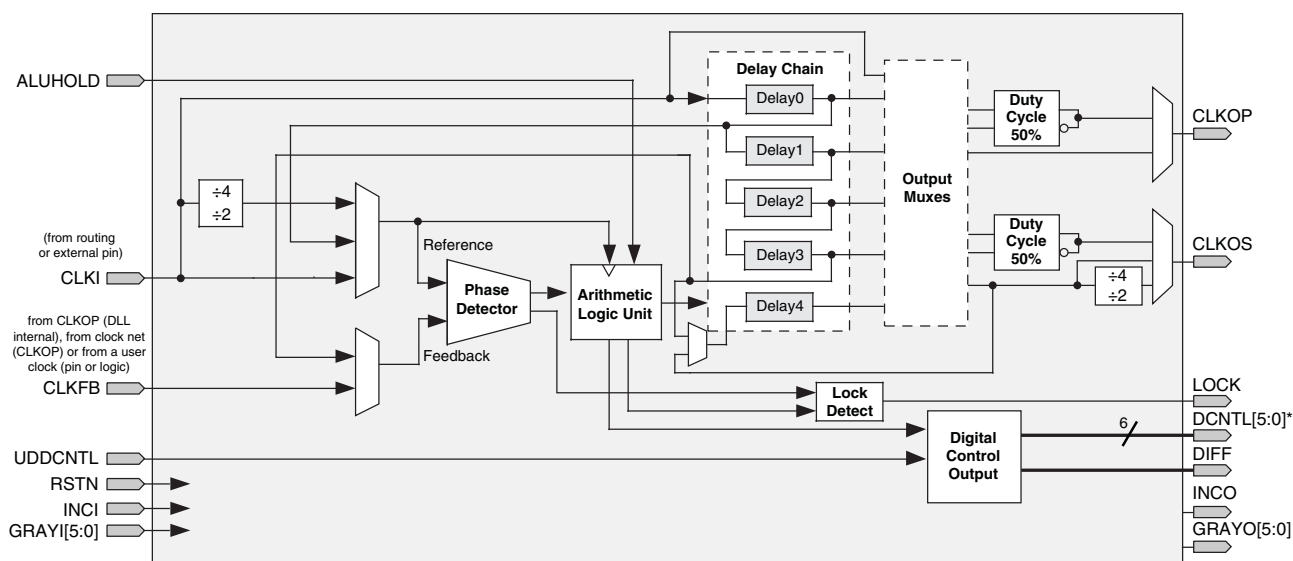 ALUHOLD
Delay Chain
Delay0
Delay1
Delay2
Delay3
Delay4
Output
Muxes
Duty
Cycle
50%
CLKOP
÷4
÷2
(from routing
or external pin)
CLKI
Reference
Phase
Detector
Arithmetic
Logic Unit
Duty
Cycle
50%
÷4
÷2
CLKOS
from CLKOP (DLL
internal), from clock net
(CLKOP) or from a user
clock (pin or logic)
CLKFB
Feedback
Lock
Detect
LOCK
6
DCNTL[5:0]*
Digital
Control
Output
DIFF
UDDCNTL
RSTN
INCI
GRAYI[5:0]
INCO
GRAYO[5:0]